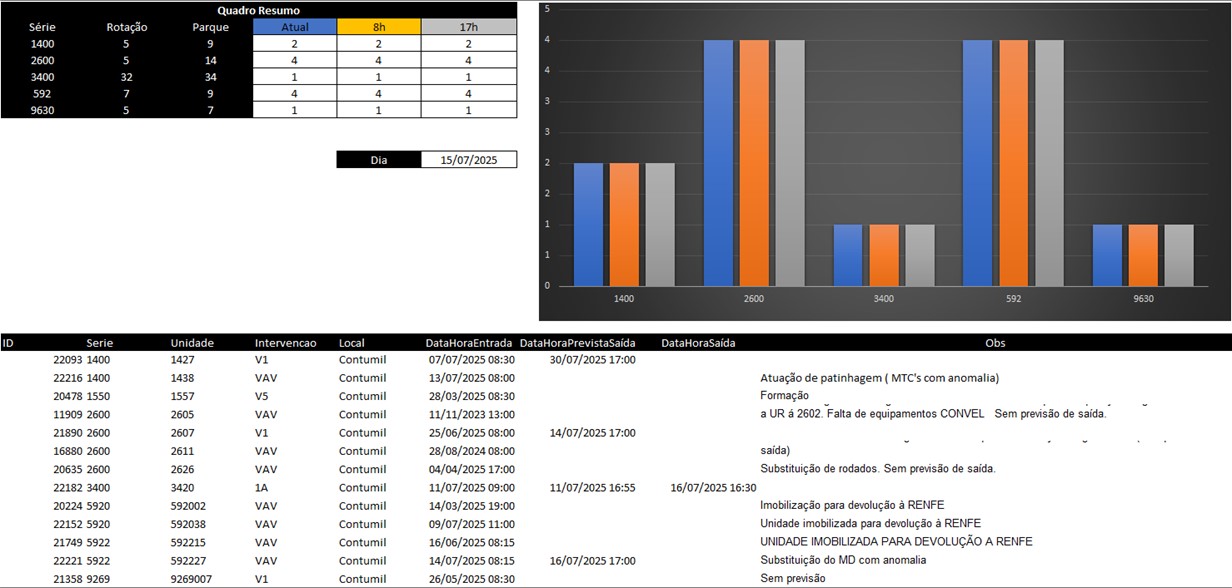 Quadro Resumo
Série Rotação Parque Atual 8h 17h
1400 5 9 2 2 2
2600 5 14 4 4 4
3400 32 34 1 1 1
592 7 9 4 4 4
9630 5 7 1 1 1
Dia 15/07/2025
5
4
4
3
3
2
2
1
1
0
1400 2600 3400 592 9630
ID Serie Unidade Intervencao Local DataHoraEntrada DataHoraPrevistaSaída DataHoraSaída Obs
22093 1400 1427 V1 Contumil 07/07/2025 08:30 30/07/2025 17:00
22216 1400 1438 VAV Contumil 13/07/2025 08:00 Atuação de patinhagem ( MTC's com anomalia)
20478 1550 1557 V5 Contumil 28/03/2025 08:30 Formação
11909 2600 2605 VAV Contumil 11/11/2023 13:00 a UR á 2602. Falta de equipamentos CONVEL Sem previsão de saída.
21890 2600 2607 V1 Contumil 25/06/2025 08:00 14/07/2025 17:00
16880 2600 2611 VAV Contumil 28/08/2024 08:00 saída)
20635 2600 2626 VAV Contumil 04/04/2025 17:00 Substituição de rodados. Sem previsão de saída.
22182 3400 3420 1A Contumil 11/07/2025 09:00 11/07/2025 16:55 16/07/2025 16:30
20224 5920 592002 VAV Contumil 14/03/2025 19:00 Imobilização para devolução à RENFE
22152 5920 592038 VAV Contumil 09/07/2025 11:00 Unidade imobilizada para devolução à RENFE
21749 5922 592215 VAV Contumil 16/06/2025 08:15 UNIDADE IMOBILIZADA PARA DEVOLUÇÃO A RENFE
22221 5922 592227 VAV Contumil 14/07/2025 08:15 16/07/2025 17:00 Substituição do MD com anomalia
21358 9269 9269007 V1 Contumil 26/05/2025 08:30 Sem previsão